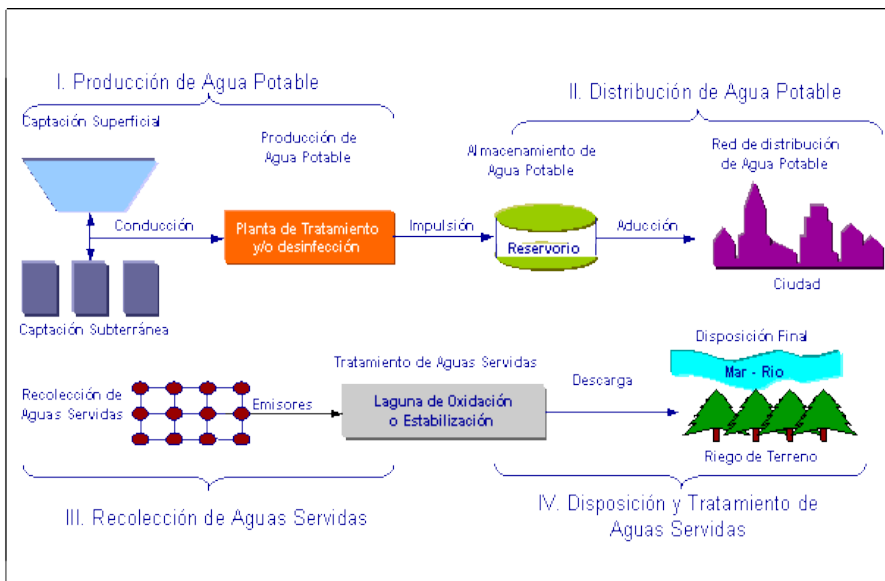 I. Producción de Agua Potable
II. Distribución de Agua Potable
Captación Superficial
Producción de
Agua Potable
Almacenamiento de
Agua Potable
Red de distribución
de Agua Potable
Conducción
Planta de Tratamiento
y/o desinfección
Impulsión
Reservorio
Aducción
Ciudad
Captación Subterránea
Disposición Final
Mar - Rio
Tratamiento de Aguas Servidas
Recolección de
Aguas Servidas
Emisores
Laguna de Oxidación
o Estabilización
Descarga
Riego de Terreno
III. Recolección de Aguas Servidas
IV. Disposición y Tratamiento de
Aguas Servidas